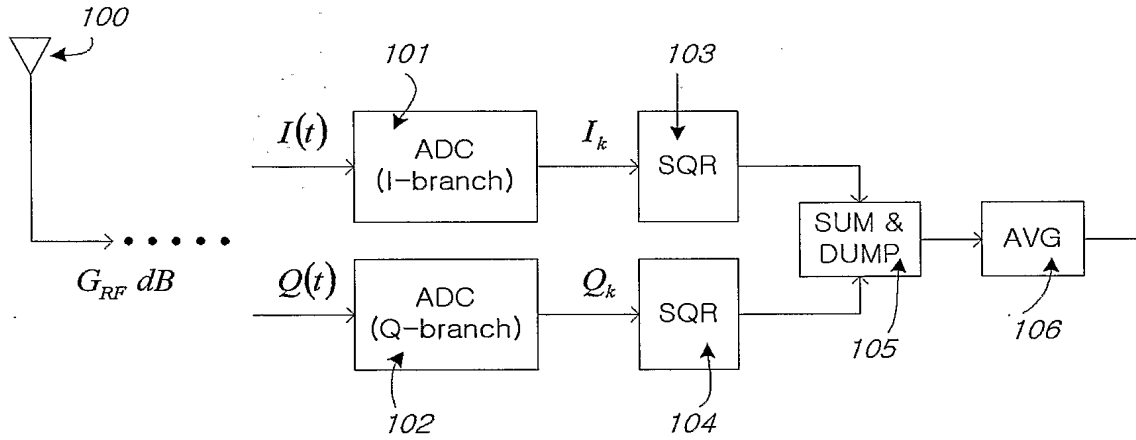 100
101
103
I(t)
ADC
(I-branch)
I_k
SQR
SUM &
DUMP
AVG
G_RF dB
Q(t)
ADC
(Q-branch)
Q_k
SQR
105
106
102
104